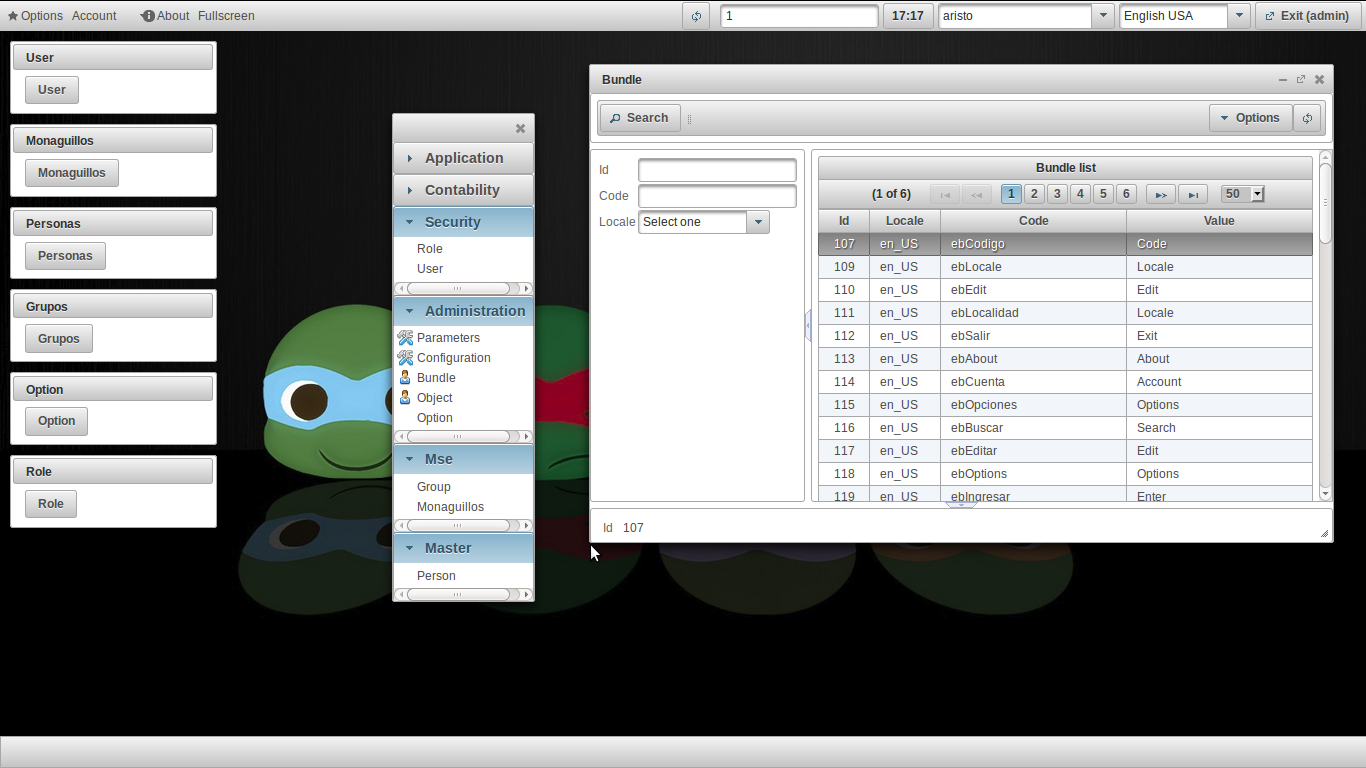 Options Account About Fullscreen 1 17:17 aristo English USA Exit (admin)
User
User
Monaguillos
Monaguillos
Personas
Personas
Grupos
Grupos
Option
Option
Role
Role
Application
Contability
Security
Role
User
Administration
Parameters
Configuration
Bundle
Object
Option
Mse
Group
Monaguillos
Master
Person
Bundle
Search Options
Id
Code
Locale Select one
Bundle list
(1 of 6) 1 2 3 4 5 6 50
Id Locale Code Value
107 en_US ebCodigo Code
109 en_US ebLocale Locale
110 en_US ebEdit Edit
111 en_US ebLocalidad Locale
112 en_US ebSalir Exit
113 en_US ebAbout About
114 en_US ebCuenta Account
115 en_US ebOpciones Options
116 en_US ebBuscar Search
117 en_US ebEditar Edit
118 en_US ebOptions Options
119 en_US ebIngresar Enter
Id 107